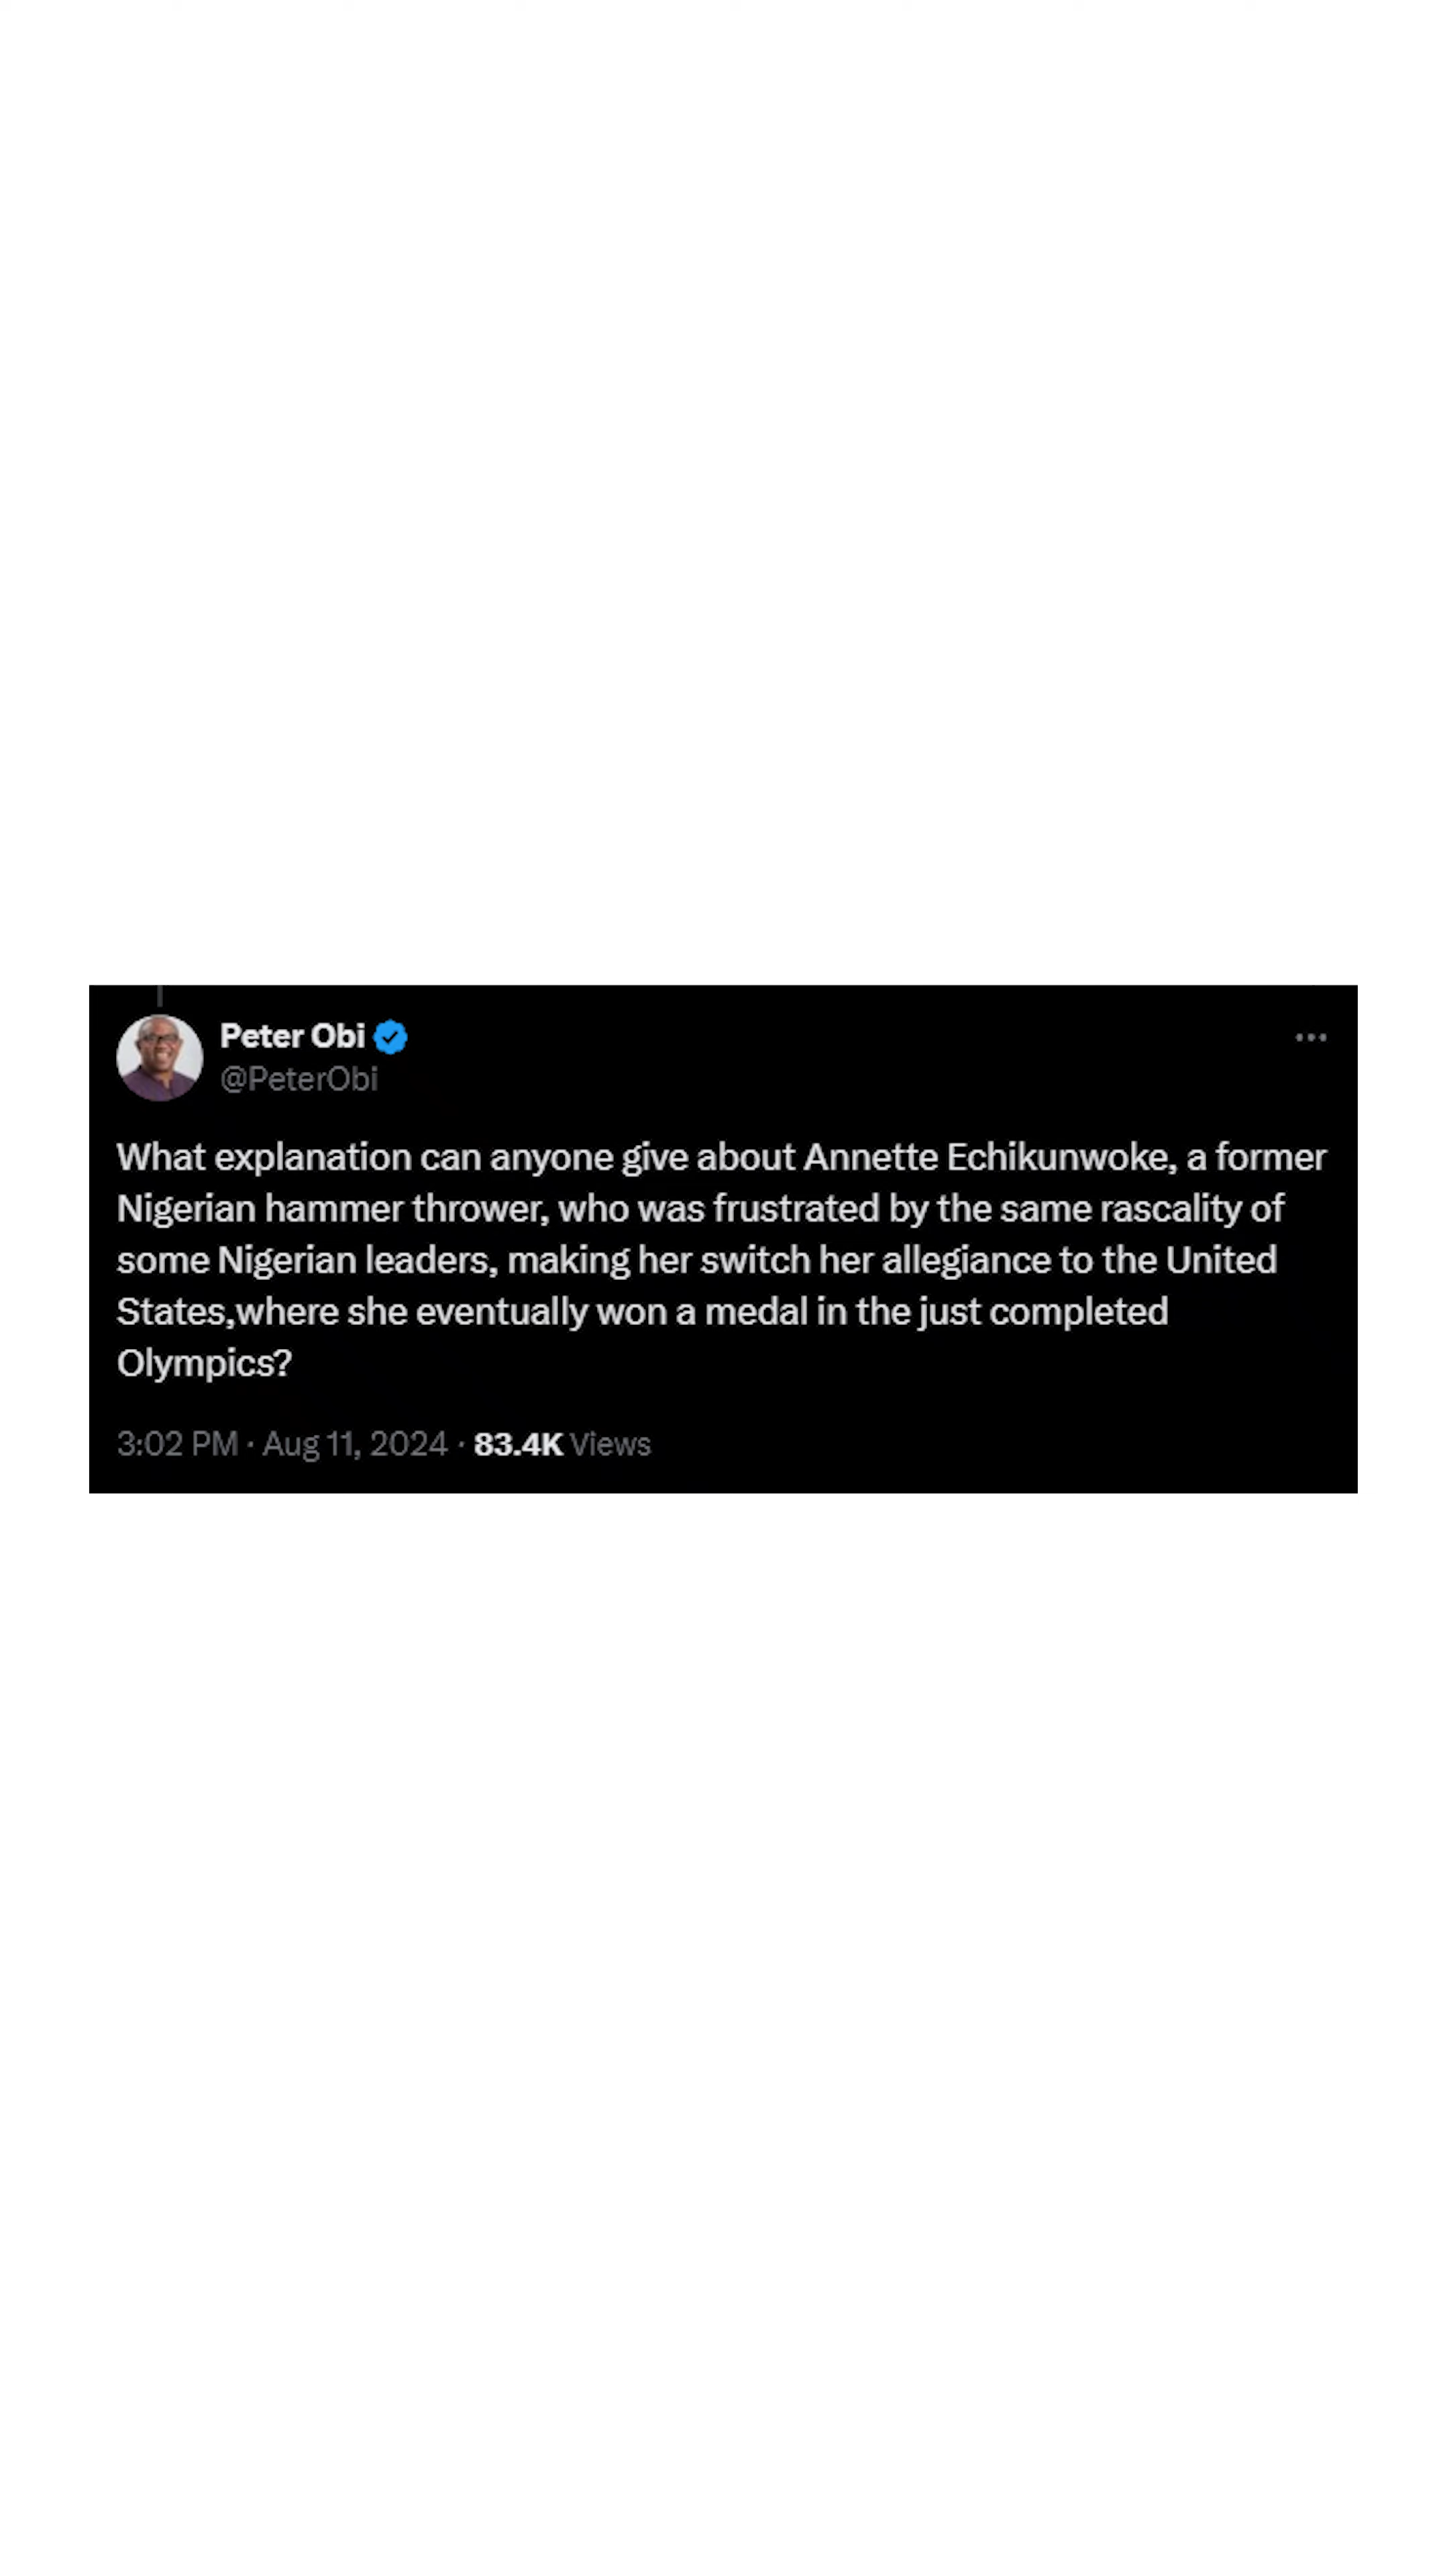 Peter Obi
@PeterObi
What explanation can anyone give about Annette Echikunwoke, a former
Nigerian hammer thrower, who was frustrated by the same rascality of
some Nigerian leaders, making her switch her allegiance to the United
States,where she eventually won a medal in the just completed
Olympics?
3:02 PM · Aug 11, 2024 · 83.4K Views